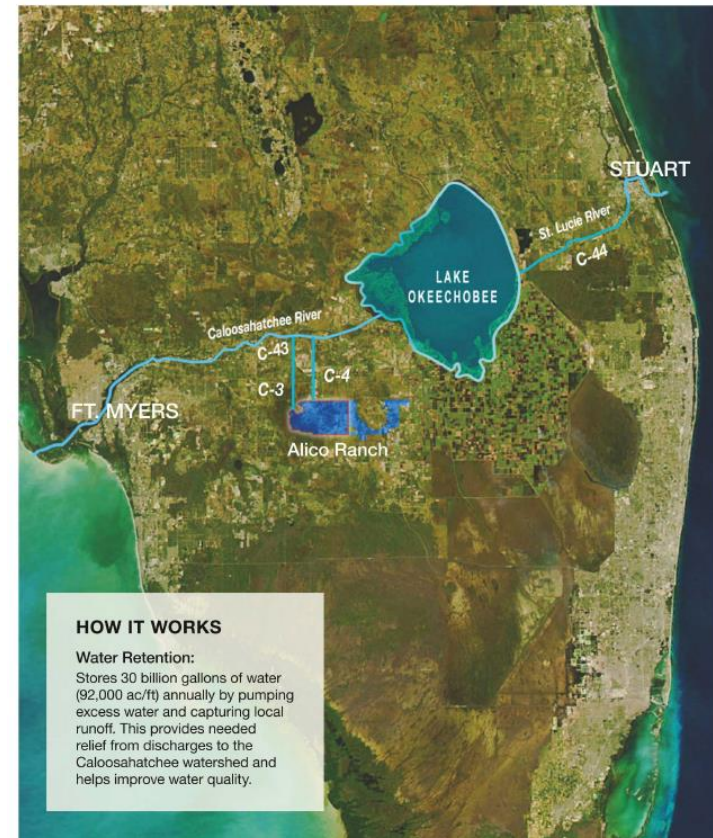 STUART
St. Lucie River
C-44
LAKE
OKEECHOBEE
Caloosahatchee River
C-43
C-3
C-4
FT. MYERS
Alico Ranch
HOW IT WORKS
Water Retention:
Stores 30 billion gallons of water
(92,000 ac/ft) annually by pumping
excess water and capturing local
runoff. This provides needed
relief from discharges to the
Caloosahatchee watershed and
helps improve water quality.